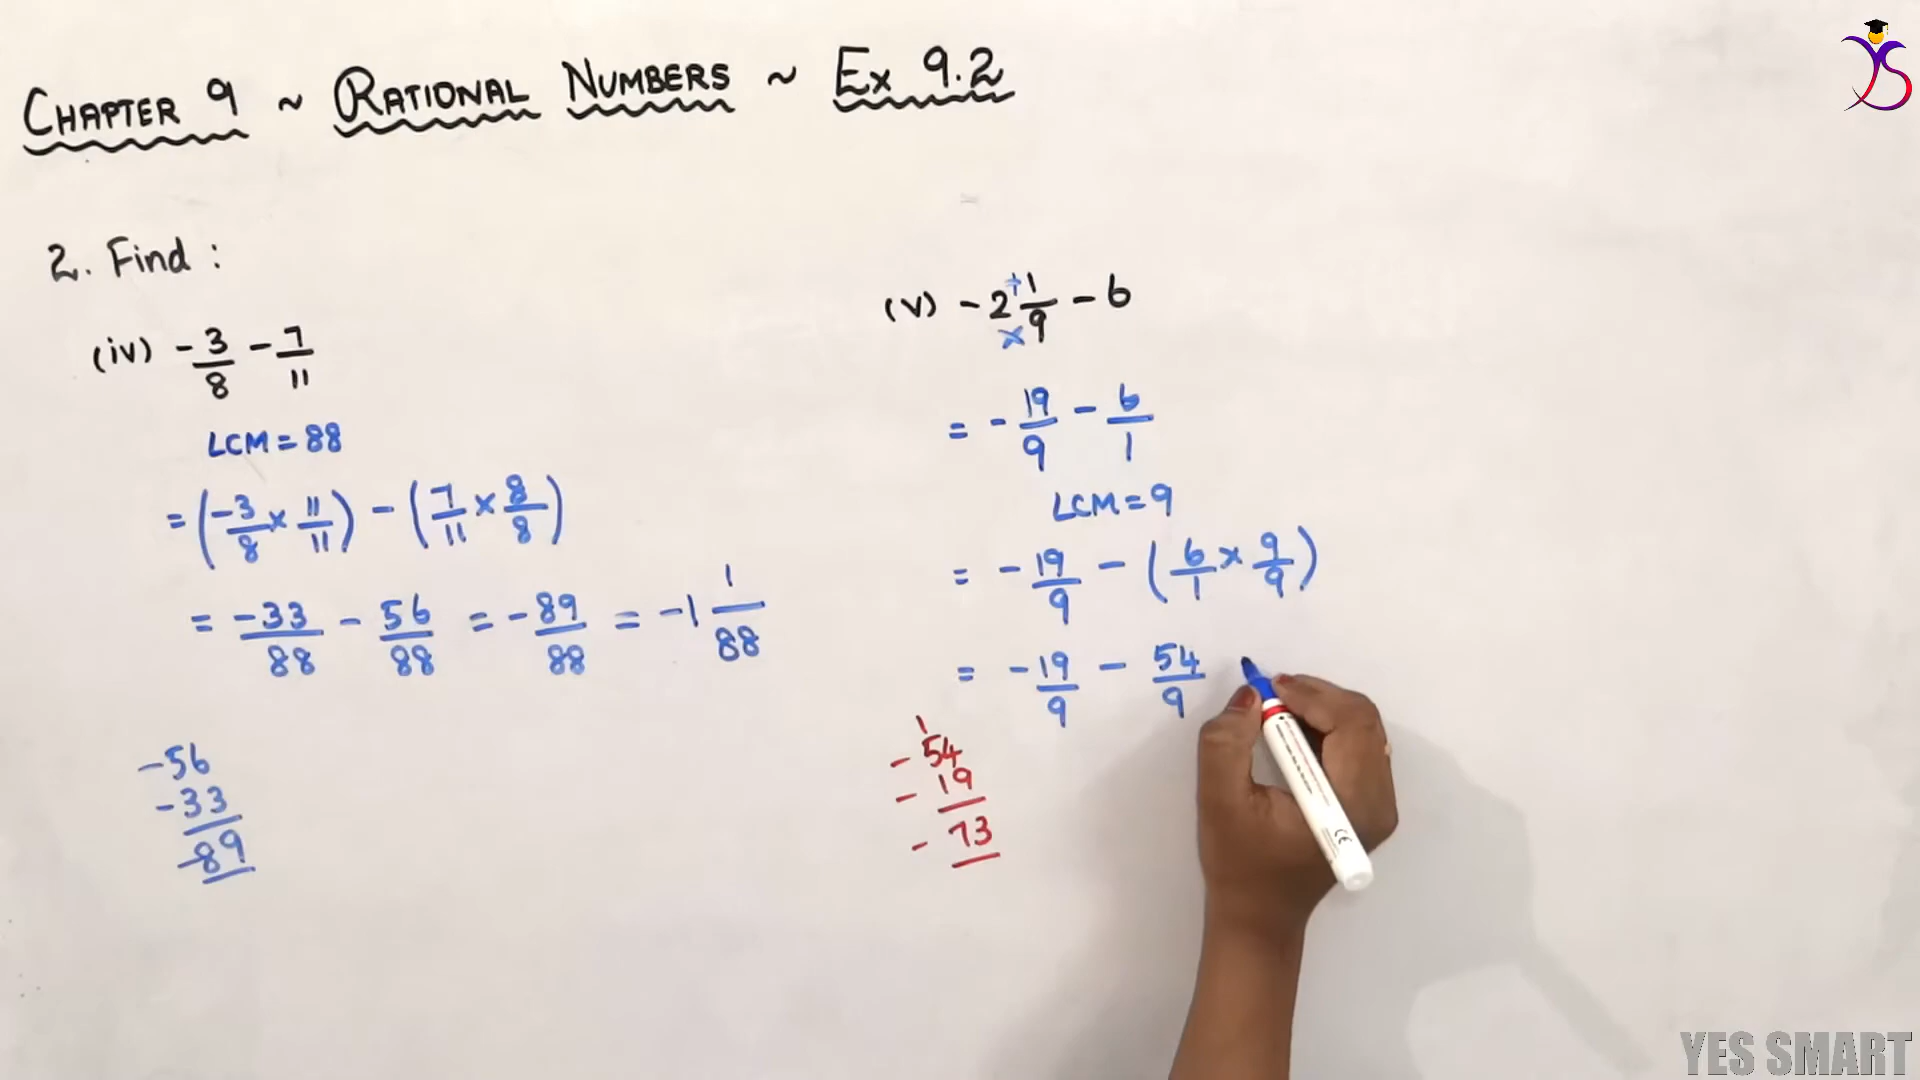 CHAPTER 9 ~ RATIONAL NUMBERS ~ EX 9.2
2. Find :
(iv) -3/8 - 7/11
LCM = 88
= (-3/8 × 11/11) - (7/11 × 8/8)
= -33/88 - 56/88 = -89/88 = -1 1/88
-56
-33
-89
(v) -2 + 1/9 - 6
×
= -19/9 - 6/1
LCM = 9
= -19/9 - (6/1 × 9/9)
= -19/9 - 54/9
1
- 54
- 19
- 73
YS
YES SMART
CE